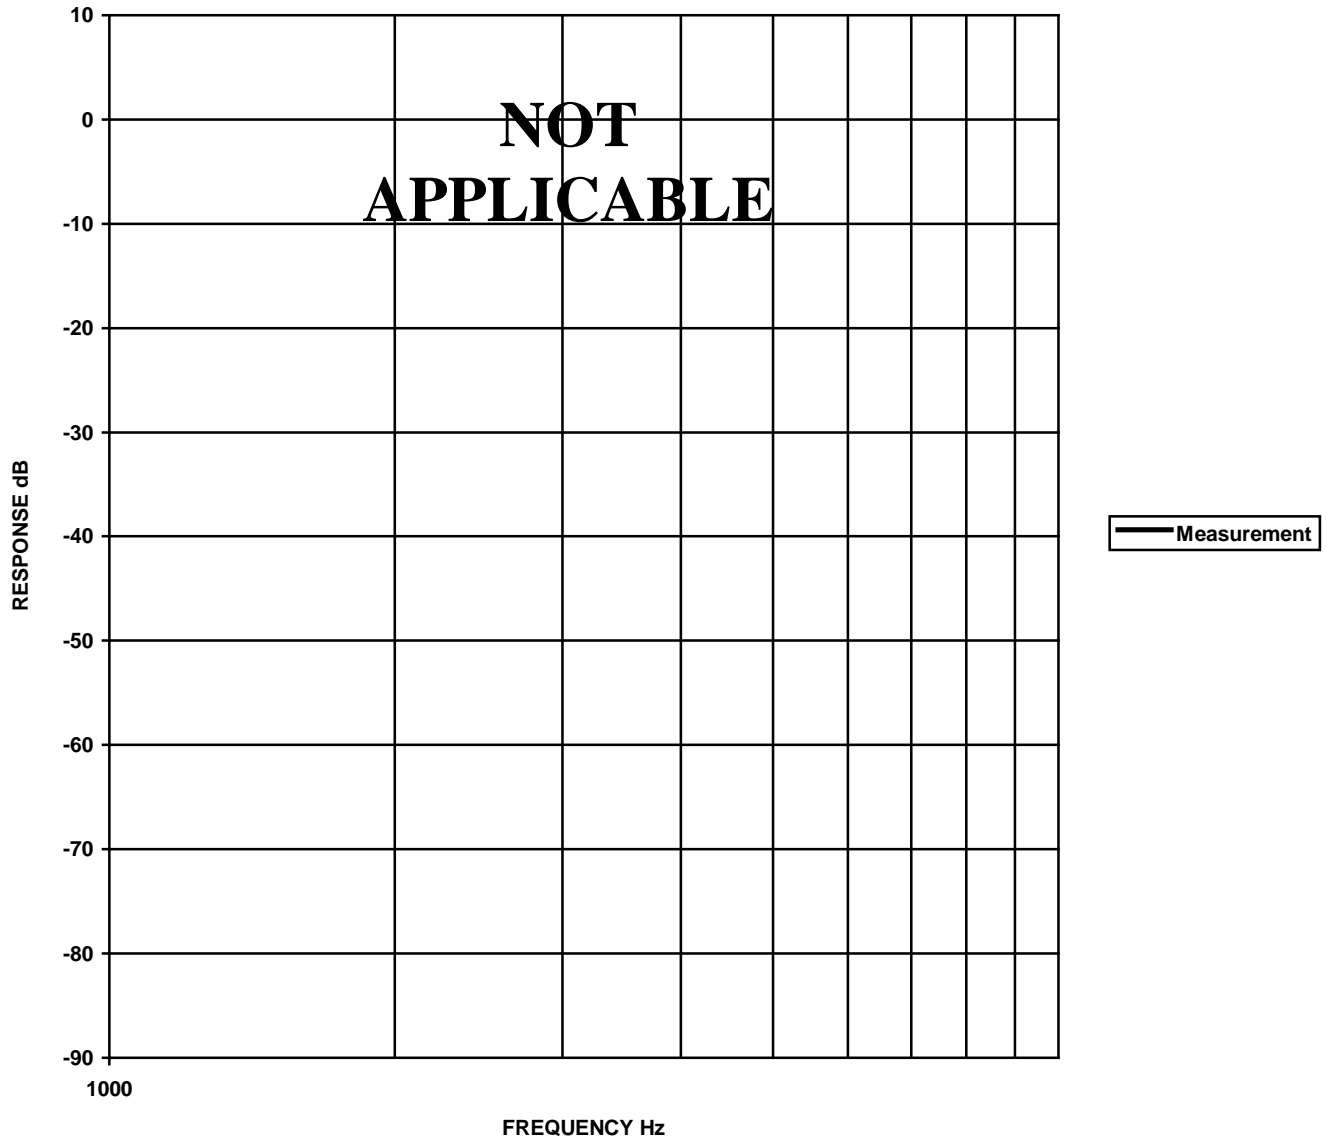 10
0
NOT
APPLICABLE
-10
-20
-30
-40
-50
-60
-70
-80
-90
1000
RESPONSE dB
FREQUENCY Hz
Measurement